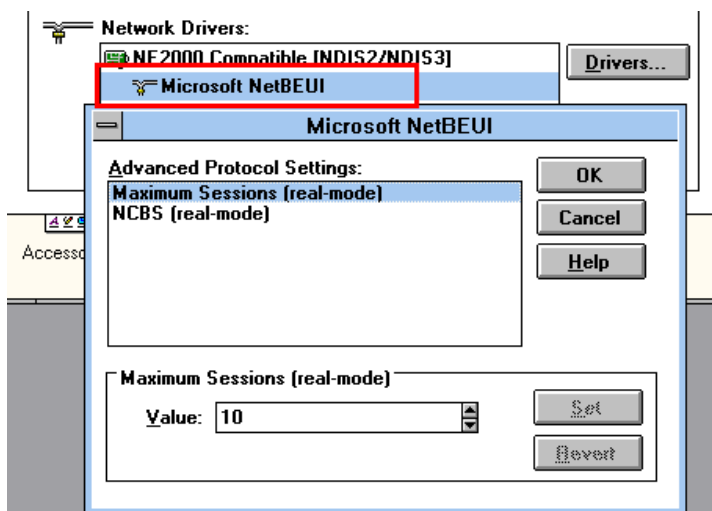 Network Drivers:
NE2000 Compatible [NDIS2/NDIS3]
Drivers...
Microsoft NetBEUI
Microsoft NetBEUI
Advanced Protocol Settings:
OK
Maximum Sessions (real-mode)
NCBS (real-mode)
Cancel
Help
Maximum Sessions (real-mode)
Value: 10
Set
Revert